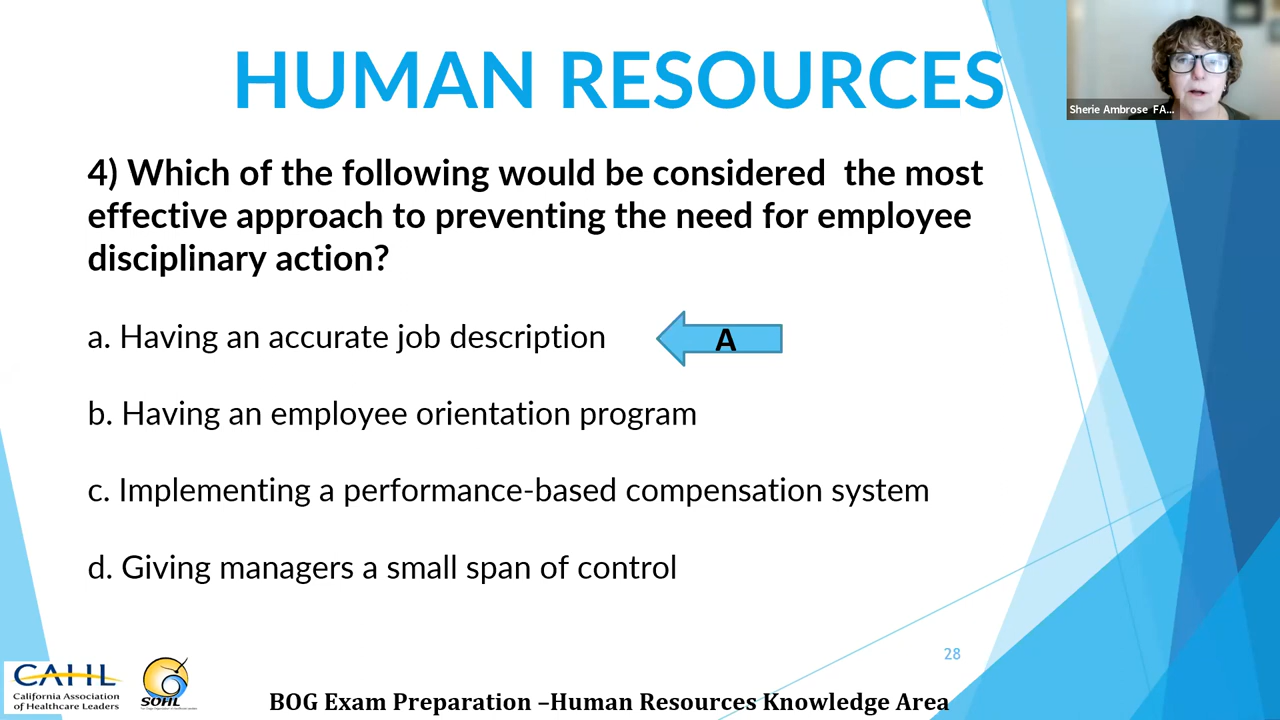 HUMAN RESOURCES
Sherie Ambrose FA...
4) Which of the following would be considered the most
effective approach to preventing the need for employee
disciplinary action?
a. Having an accurate job description
A
b. Having an employee orientation program
c. Implementing a performance-based compensation system
d. Giving managers a small span of control
28
CAHL
California Association
of Healthcare Leaders
SOHL
BOG Exam Preparation –Human Resources Knowledge Area